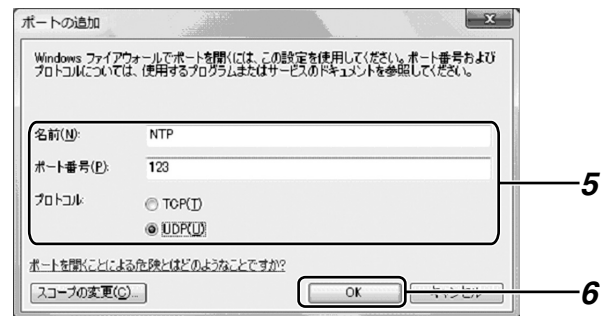 ポートの追加
Windows ファイアウォールでポートを開くには、この設定を使用してください。ポート番号および
プロトコルについては、使用するプログラムまたはサービスのドキュメントを参照してください。
名前(N): NTP
ポート番号(P): 123
プロトコル: TCP(T)
UDP(U)
5
ポートを開くことによる危険とはどのようなことですか?
スコープの変更(C)... OK キャンセル
6